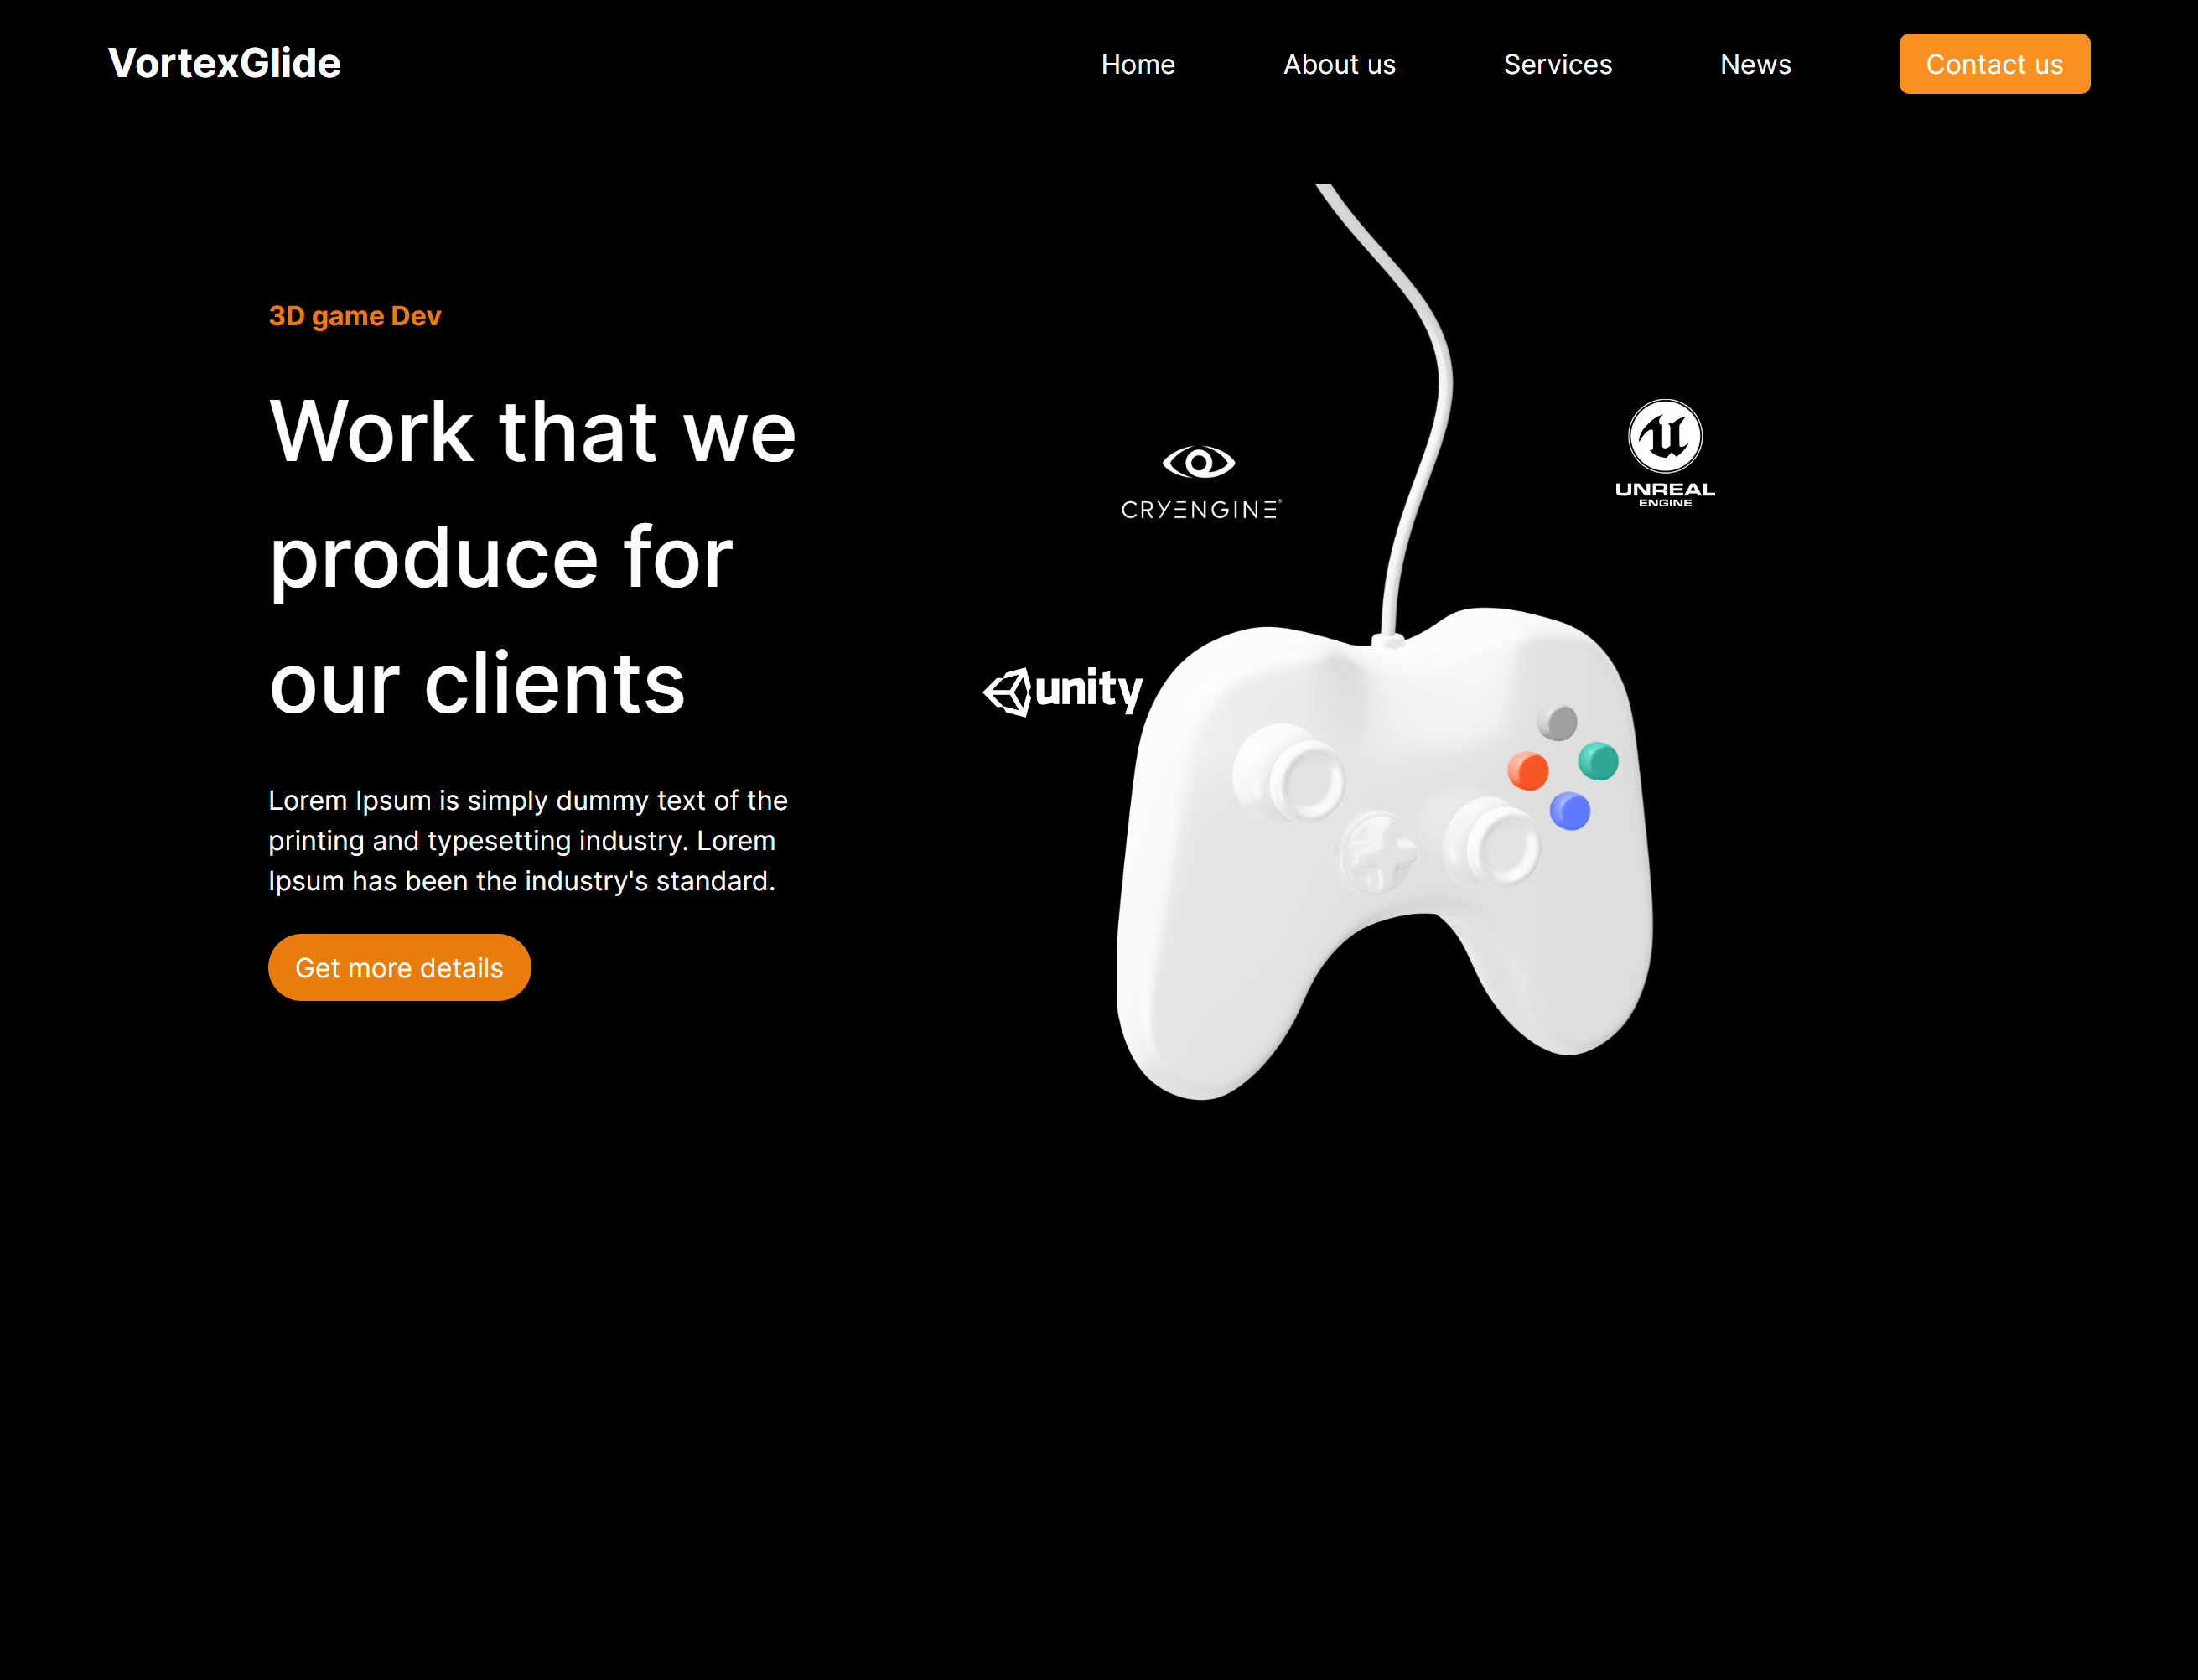 VortexGlide
Home
About us
Services
News
Contact us
3D game Dev
Work that we
produce for
our clients
Lorem Ipsum is simply dummy text of the
printing and typesetting industry. Lorem
Ipsum has been the industry's standard.
Get more details
CRYENGINE®
UNREAL
ENGINE
unity